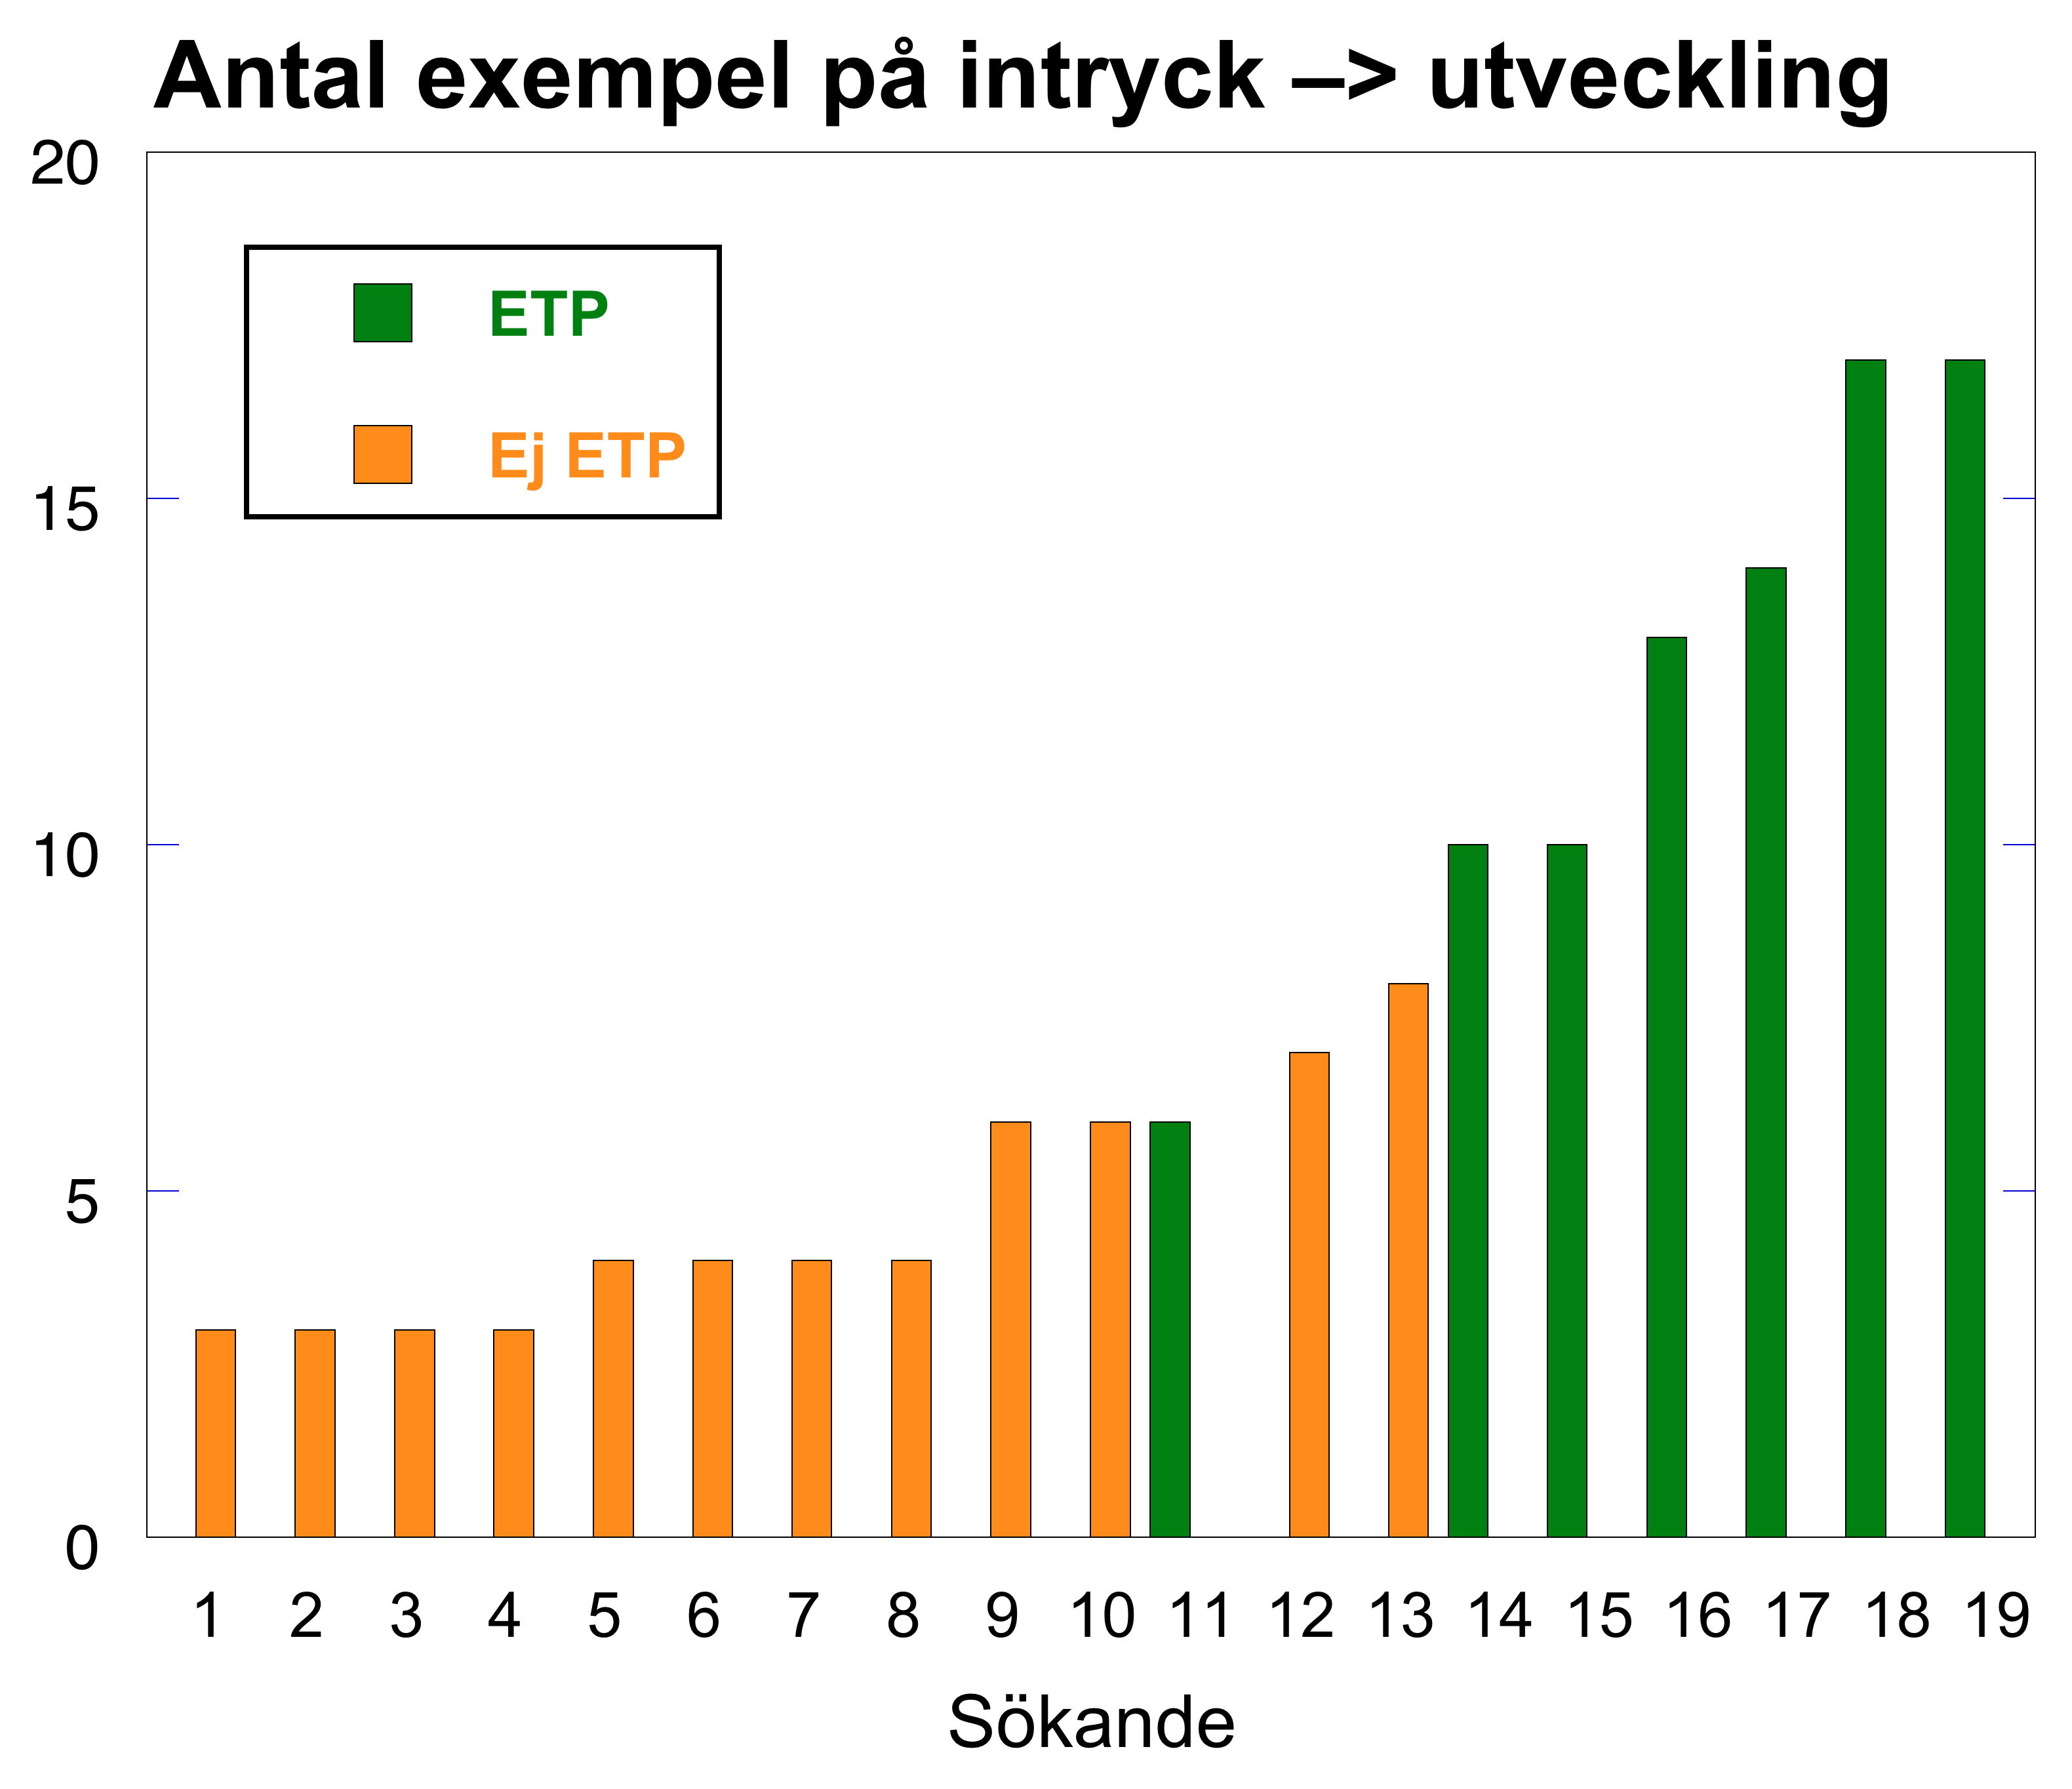 Antal exempel på intryck –> utveckling
20
ETP
Ej ETP
15
10
5
0
1 2 3 4 5 6 7 8 9 10 11 12 13 14 15 16 17 18 19
Sökande